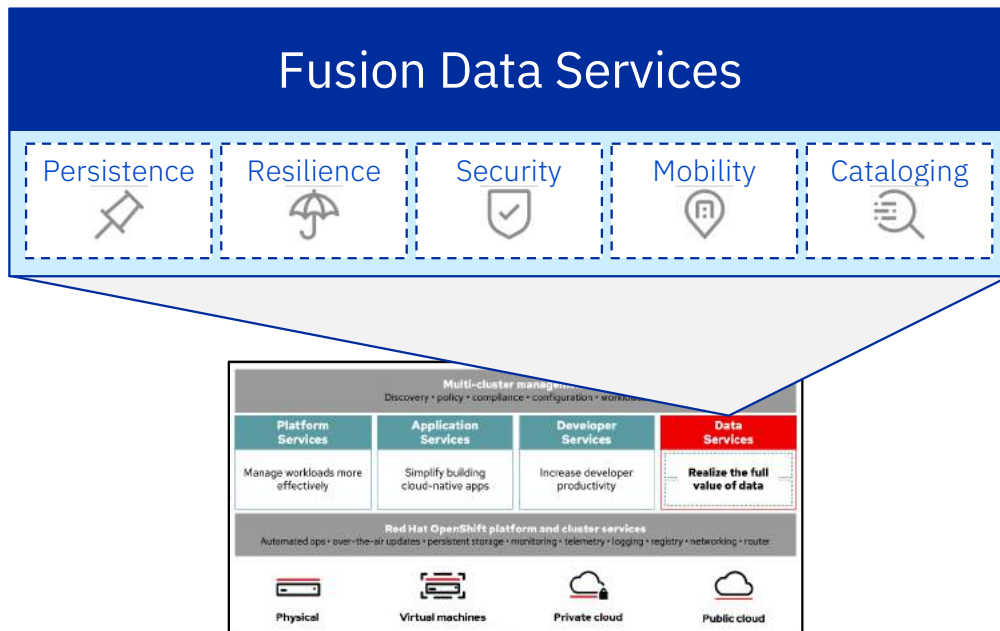 Fusion Data Services
Persistence
Resilience
Security
Mobility
Cataloging
Multi-cluster
Discovery • policy • compliance • configuration •
Platform
Services
Manage workloads more
effectively
Application
Services
Simplify building
cloud-native apps
Developer
Services
Increase developer
productivity
Data
Services
Realize the full
value of data
Red Hat OpenShift platform and cluster services
Automated ops • over-the-air updates • persistent storage • monitoring • telemetry • logging • registry • networking • router
Physical
Virtual machines
Private cloud
Public cloud